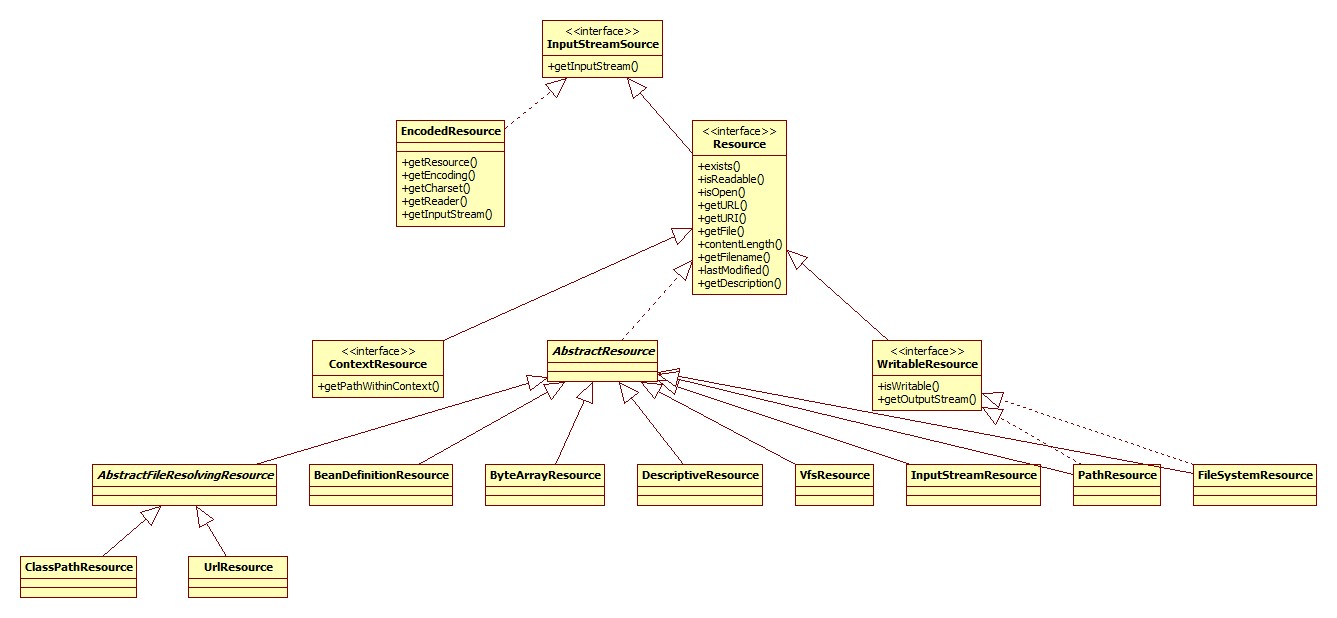 <<interface>>
InputStreamSource
+getInputStream()
EncodedResource
+getResource()
+getEncoding()
+getCharset()
+getReader()
+getInputStream()
<<interface>>
Resource
+exists()
+isReadable()
+isOpen()
+getURL()
+getURI()
+getFile()
+contentLength()
+getFilename()
+lastModified()
+getDescription()
<<interface>>
ContextResource
+getPathWithinContext()
AbstractResource
<<interface>>
WritableResource
+isWritable()
+getOutputStream()
AbstractFileResolvingResource
BeanDefinitionResource
ByteArrayResource
DescriptiveResource
VfsResource
InputStreamResource
PathResource
FileSystemResource
ClassPathResource
UrlResource